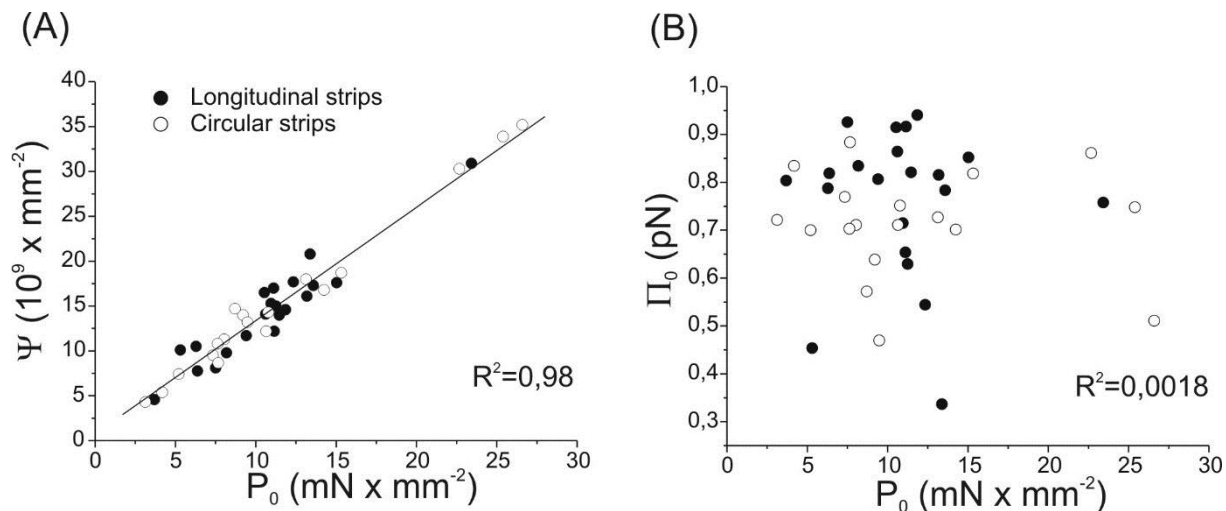 (A)
Ψ (10⁹ x mm⁻²)
40
35
30
25
20
15
10
5
0
Longitudinal strips
Circular strips
R²=0,98
0 5 10 15 20 25 30
P₀ (mN x mm⁻²)
(B)
Π₀ (pN)
1,0
0,9
0,8
0,7
0,6
0,5
0,4
0,3
R²=0,0018
0 5 10 15 20 25 30
P₀ (mN x mm⁻²)